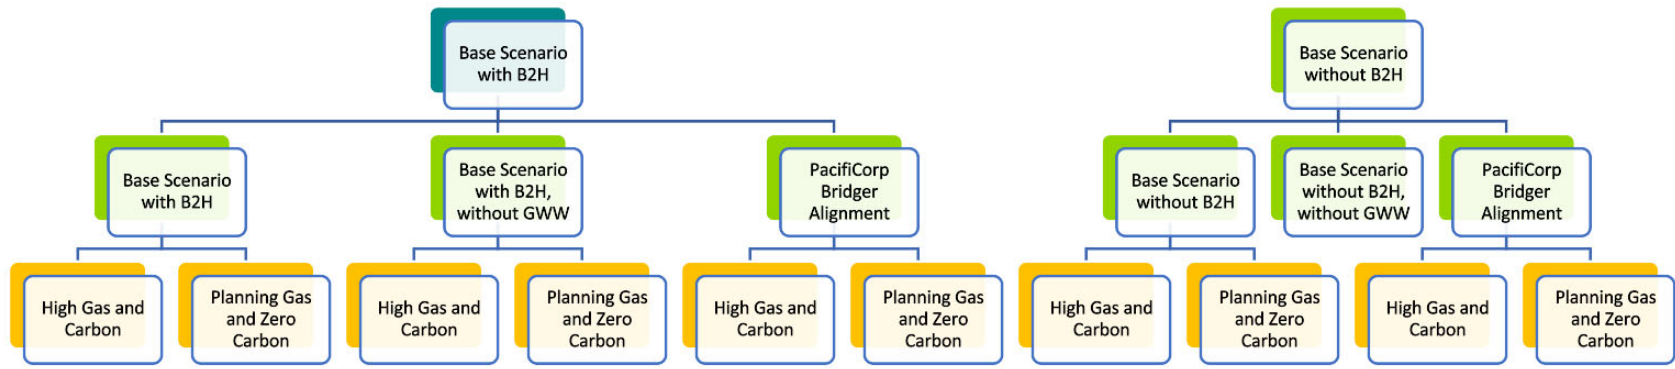 Base Scenario
with B2H
Base Scenario
without B2H
Base Scenario
with B2H
Base Scenario
with B2H,
without GWW
PacifiCorp
Bridger
Alignment
Base Scenario
without B2H
Base Scenario
without B2H,
without GWW
PacifiCorp
Bridger
Alignment
High Gas and
Carbon
Planning Gas
and Zero
Carbon
High Gas and
Carbon
Planning Gas
and Zero
Carbon
High Gas and
Carbon
Planning Gas
and Zero
Carbon
High Gas and
Carbon
Planning Gas
and Zero
Carbon
High Gas and
Carbon
Planning Gas
and Zero
Carbon